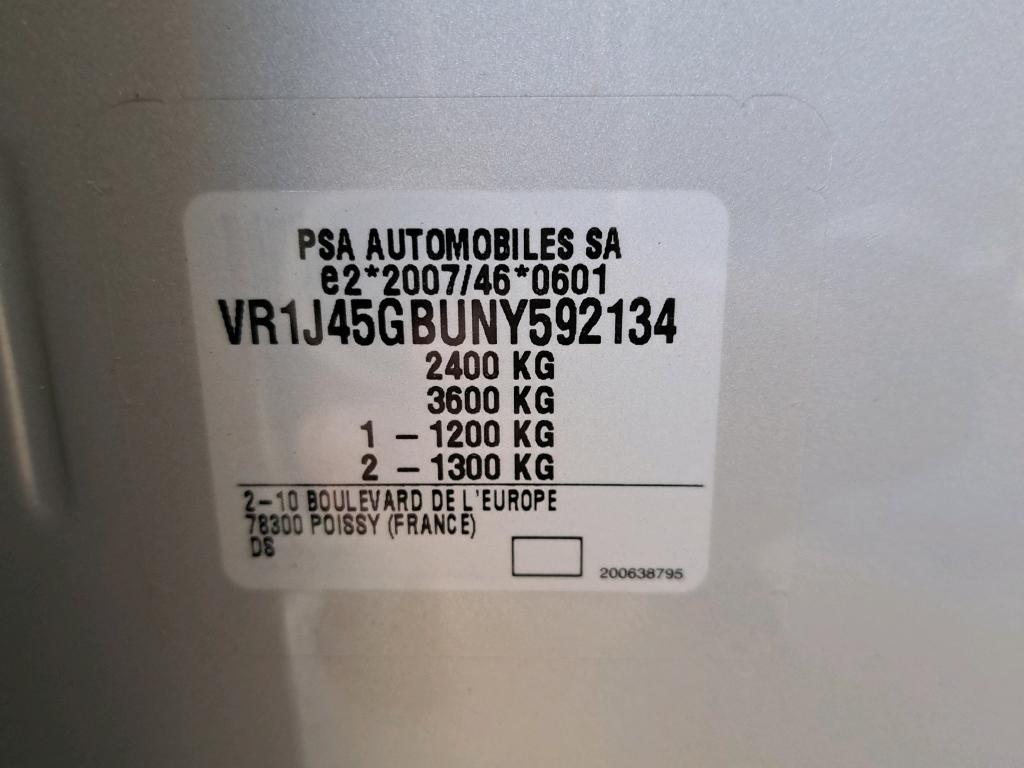 PSA AUTOMOBILES SA
e2*2007/46*0601
VR1J45GBUNY592134
2400 KG
3600 KG
1 – 1200 KG
2 – 1300 KG
2-10 BOULEVARD DE L'EUROPE
78300 POISSY (FRANCE)
DS
200638795